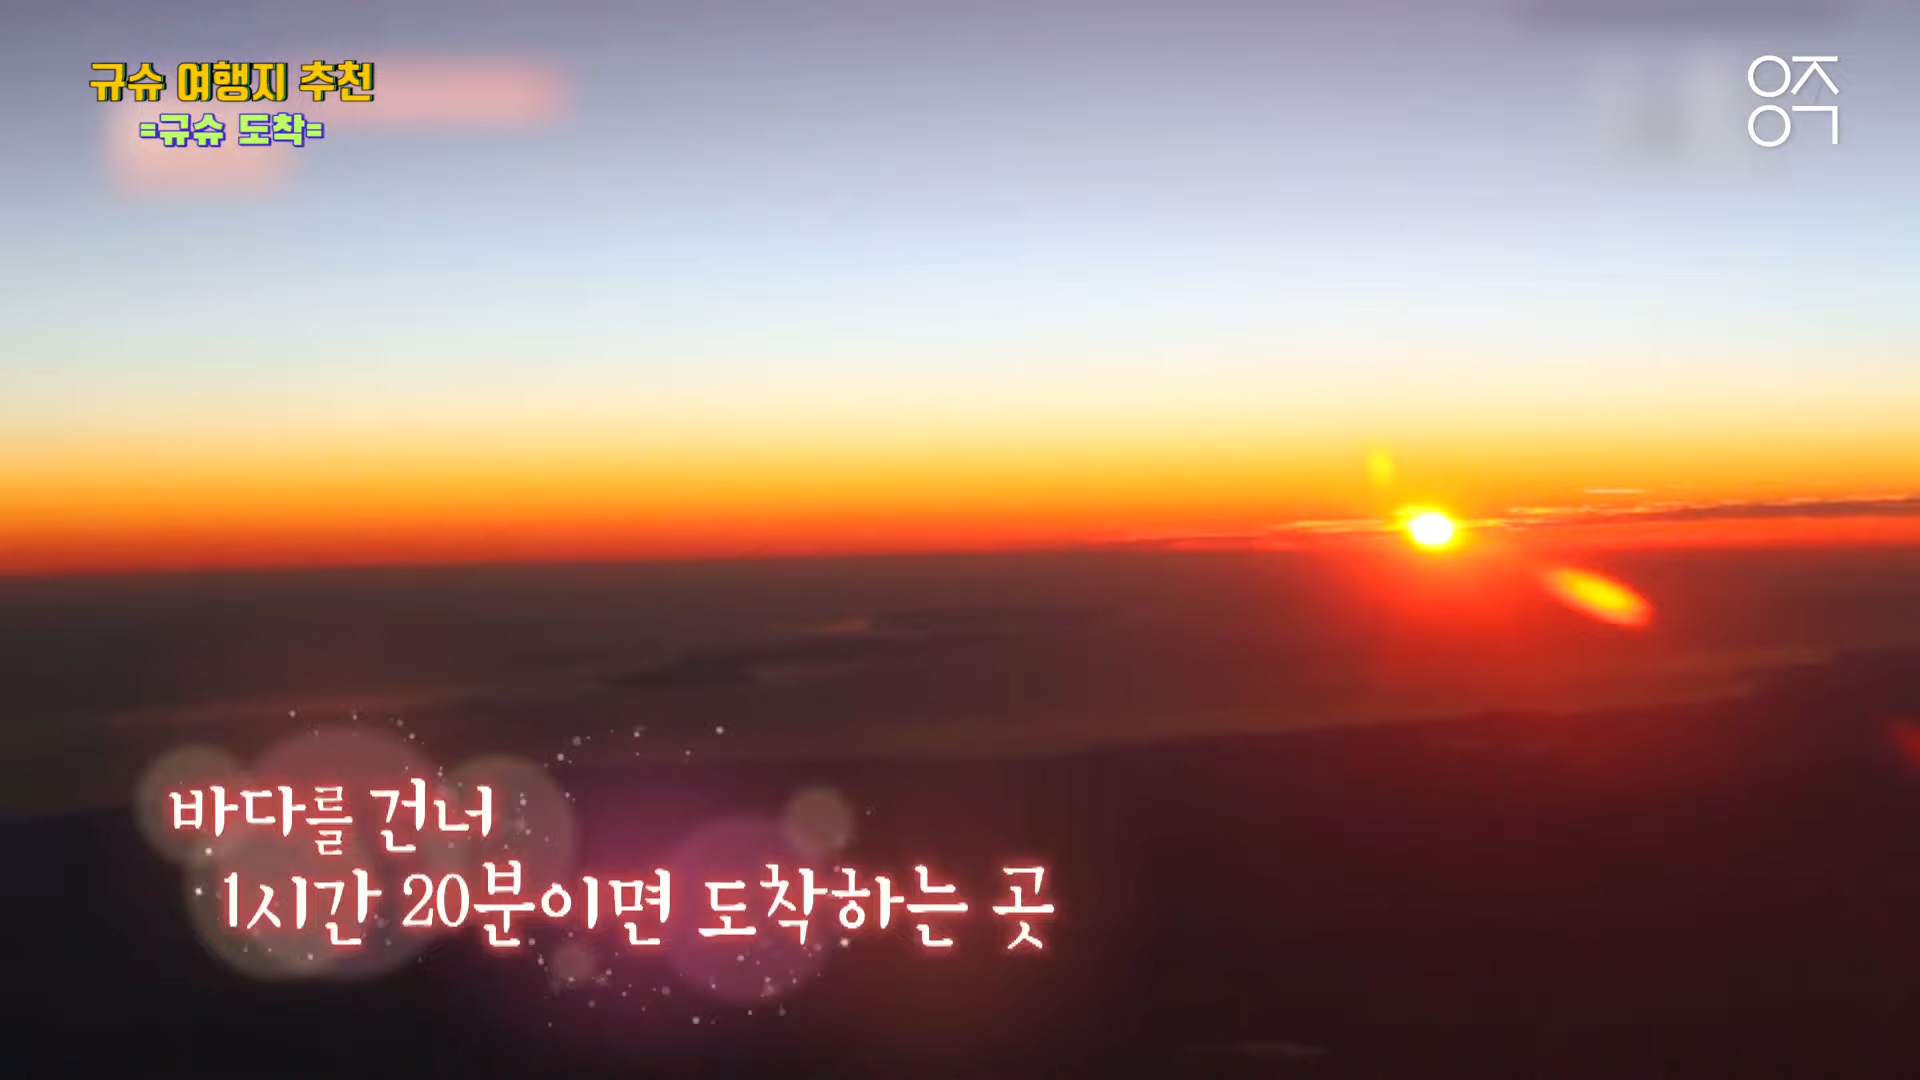 규슈 여행지 추천
=규슈 도착=
바다를 건너
1시간 20분이면 도착하는 곳